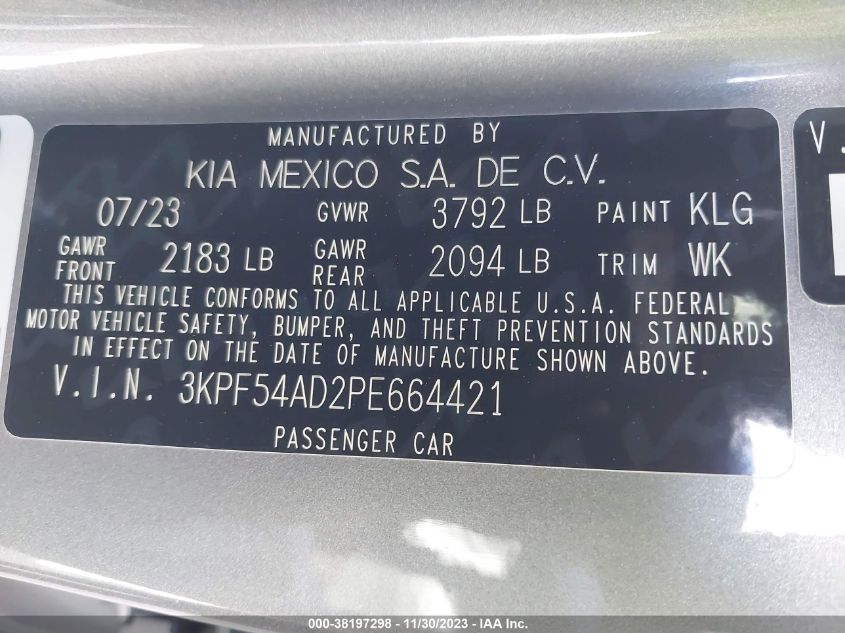 MANUFACTURED BY
KIA MEXICO S.A. DE C.V.
07/23 GVWR 3792 LB PAINT KLG
GAWR FRONT 2183 LB GAWR REAR 2094 LB TRIM WK
THIS VEHICLE CONFORMS TO ALL APPLICABLE U.S.A. FEDERAL
MOTOR VEHICLE SAFETY, BUMPER, AND THEFT PREVENTION STANDARDS
IN EFFECT ON THE DATE OF MANUFACTURE SHOWN ABOVE.
V.I.N. 3KPF54AD2PE664421
PASSENGER CAR
V.
000-38197298 - 11/30/2023 - IAA Inc.